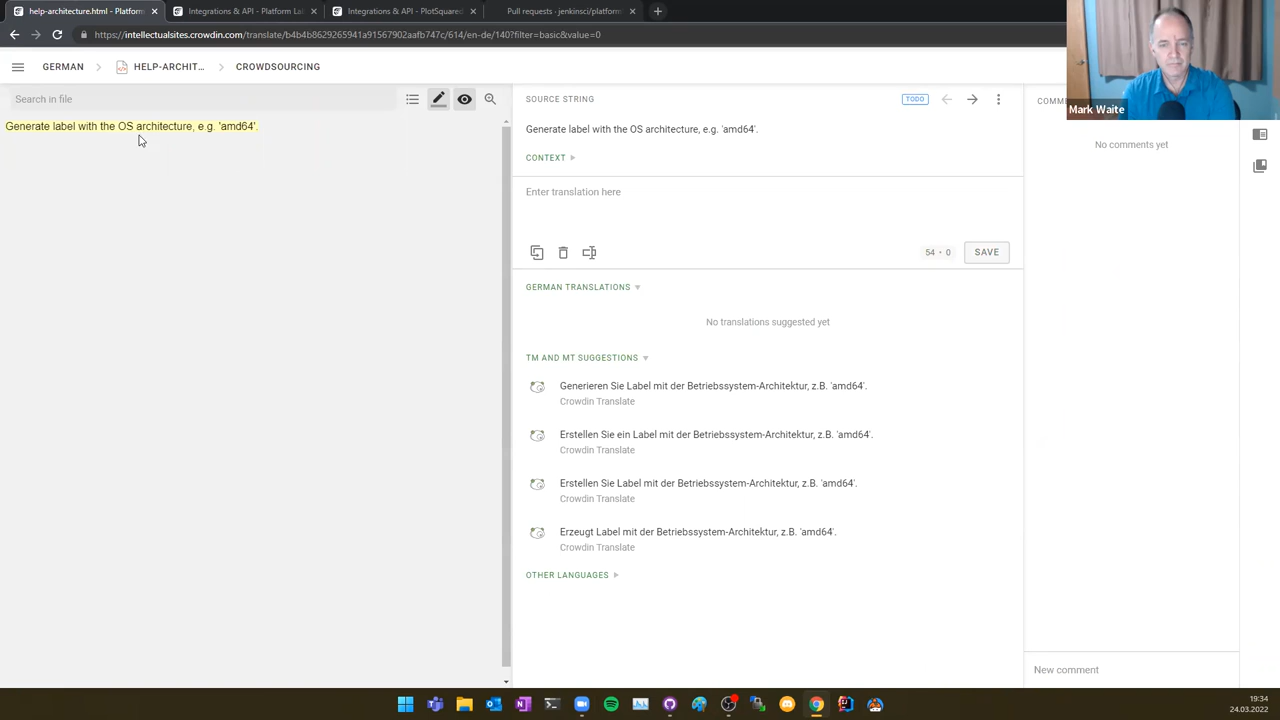 help-architecture.html - Platform
Integrations & API - Platform Lab
Integrations & API - PlotSquared
Pull requests · jenkinsci/platform
https://intellectualsites.crowdin.com/translate/b4b4b8629265941a91567902aafb747c/614/en-de/140?filter=basic&value=0
GERMAN
HELP-ARCHIT...
CROWDSOURCING
Mark Waite
Search in file
SOURCE STRING
TODO
COMM
Generate label with the OS architecture, e.g. 'amd64'.
Generate label with the OS architecture, e.g. 'amd64'.
No comments yet
CONTEXT
Enter translation here
54 • 0
SAVE
GERMAN TRANSLATIONS
No translations suggested yet
TM AND MT SUGGESTIONS
Generieren Sie Label mit der Betriebssystem-Architektur, z.B. 'amd64'.
Crowdin Translate
Erstellen Sie ein Label mit der Betriebssystem-Architektur, z.B. 'amd64'.
Crowdin Translate
Erstellen Sie Label mit der Betriebssystem-Architektur, z.B. 'amd64'.
Crowdin Translate
Erzeugt Label mit der Betriebssystem-Architektur, z.B. 'amd64'.
Crowdin Translate
OTHER LANGUAGES
New comment
19:34
24.03.2022